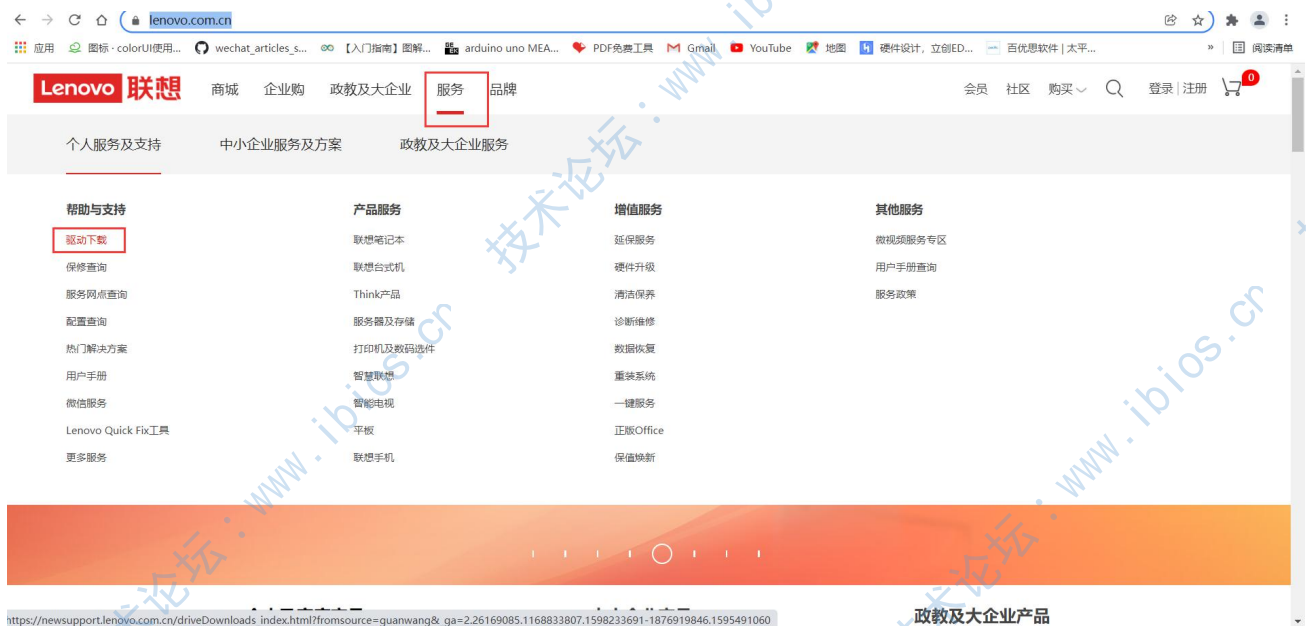 lenovo.com.cn
应用 图标 · colorUI使用... wechat_articles_s... 【入门指南】图解... arduino uno MEA... PDF免费工具 Gmail YouTube 地图 硬件设计，立创ED... 百优思软件 | 太平... » 阅读清单
Lenovo 联想 商城 企业购 政教及大企业 服务 品牌 会员 社区 购买 登录 | 注册 0
个人服务及支持 中小企业服务及方案 政教及大企业服务
帮助与支持 产品服务 增值服务 其他服务
驱动下载 联想笔记本 延保服务 微视频服务专区
保修查询 联想台式机 硬件升级 用户手册查询
服务网点查询 Think产品 清洁保养 服务政策
配置查询 服务器及存储 诊断维修
热门解决方案 打印机及数码选件 数据恢复
用户手册 智慧联想 重装系统
微信服务 智能电视 一键服务
Lenovo Quick Fix工具 平板 正版Office
更多服务 联想手机 保值焕新
政教及大企业产品
https://newsupport.lenovo.com.cn/driveDownloads_index.html?fromsource=guanwang&_ga=2.26169085.1168833807.1598233691-1876919846.1595491060
技术论坛：www.ibios.cn